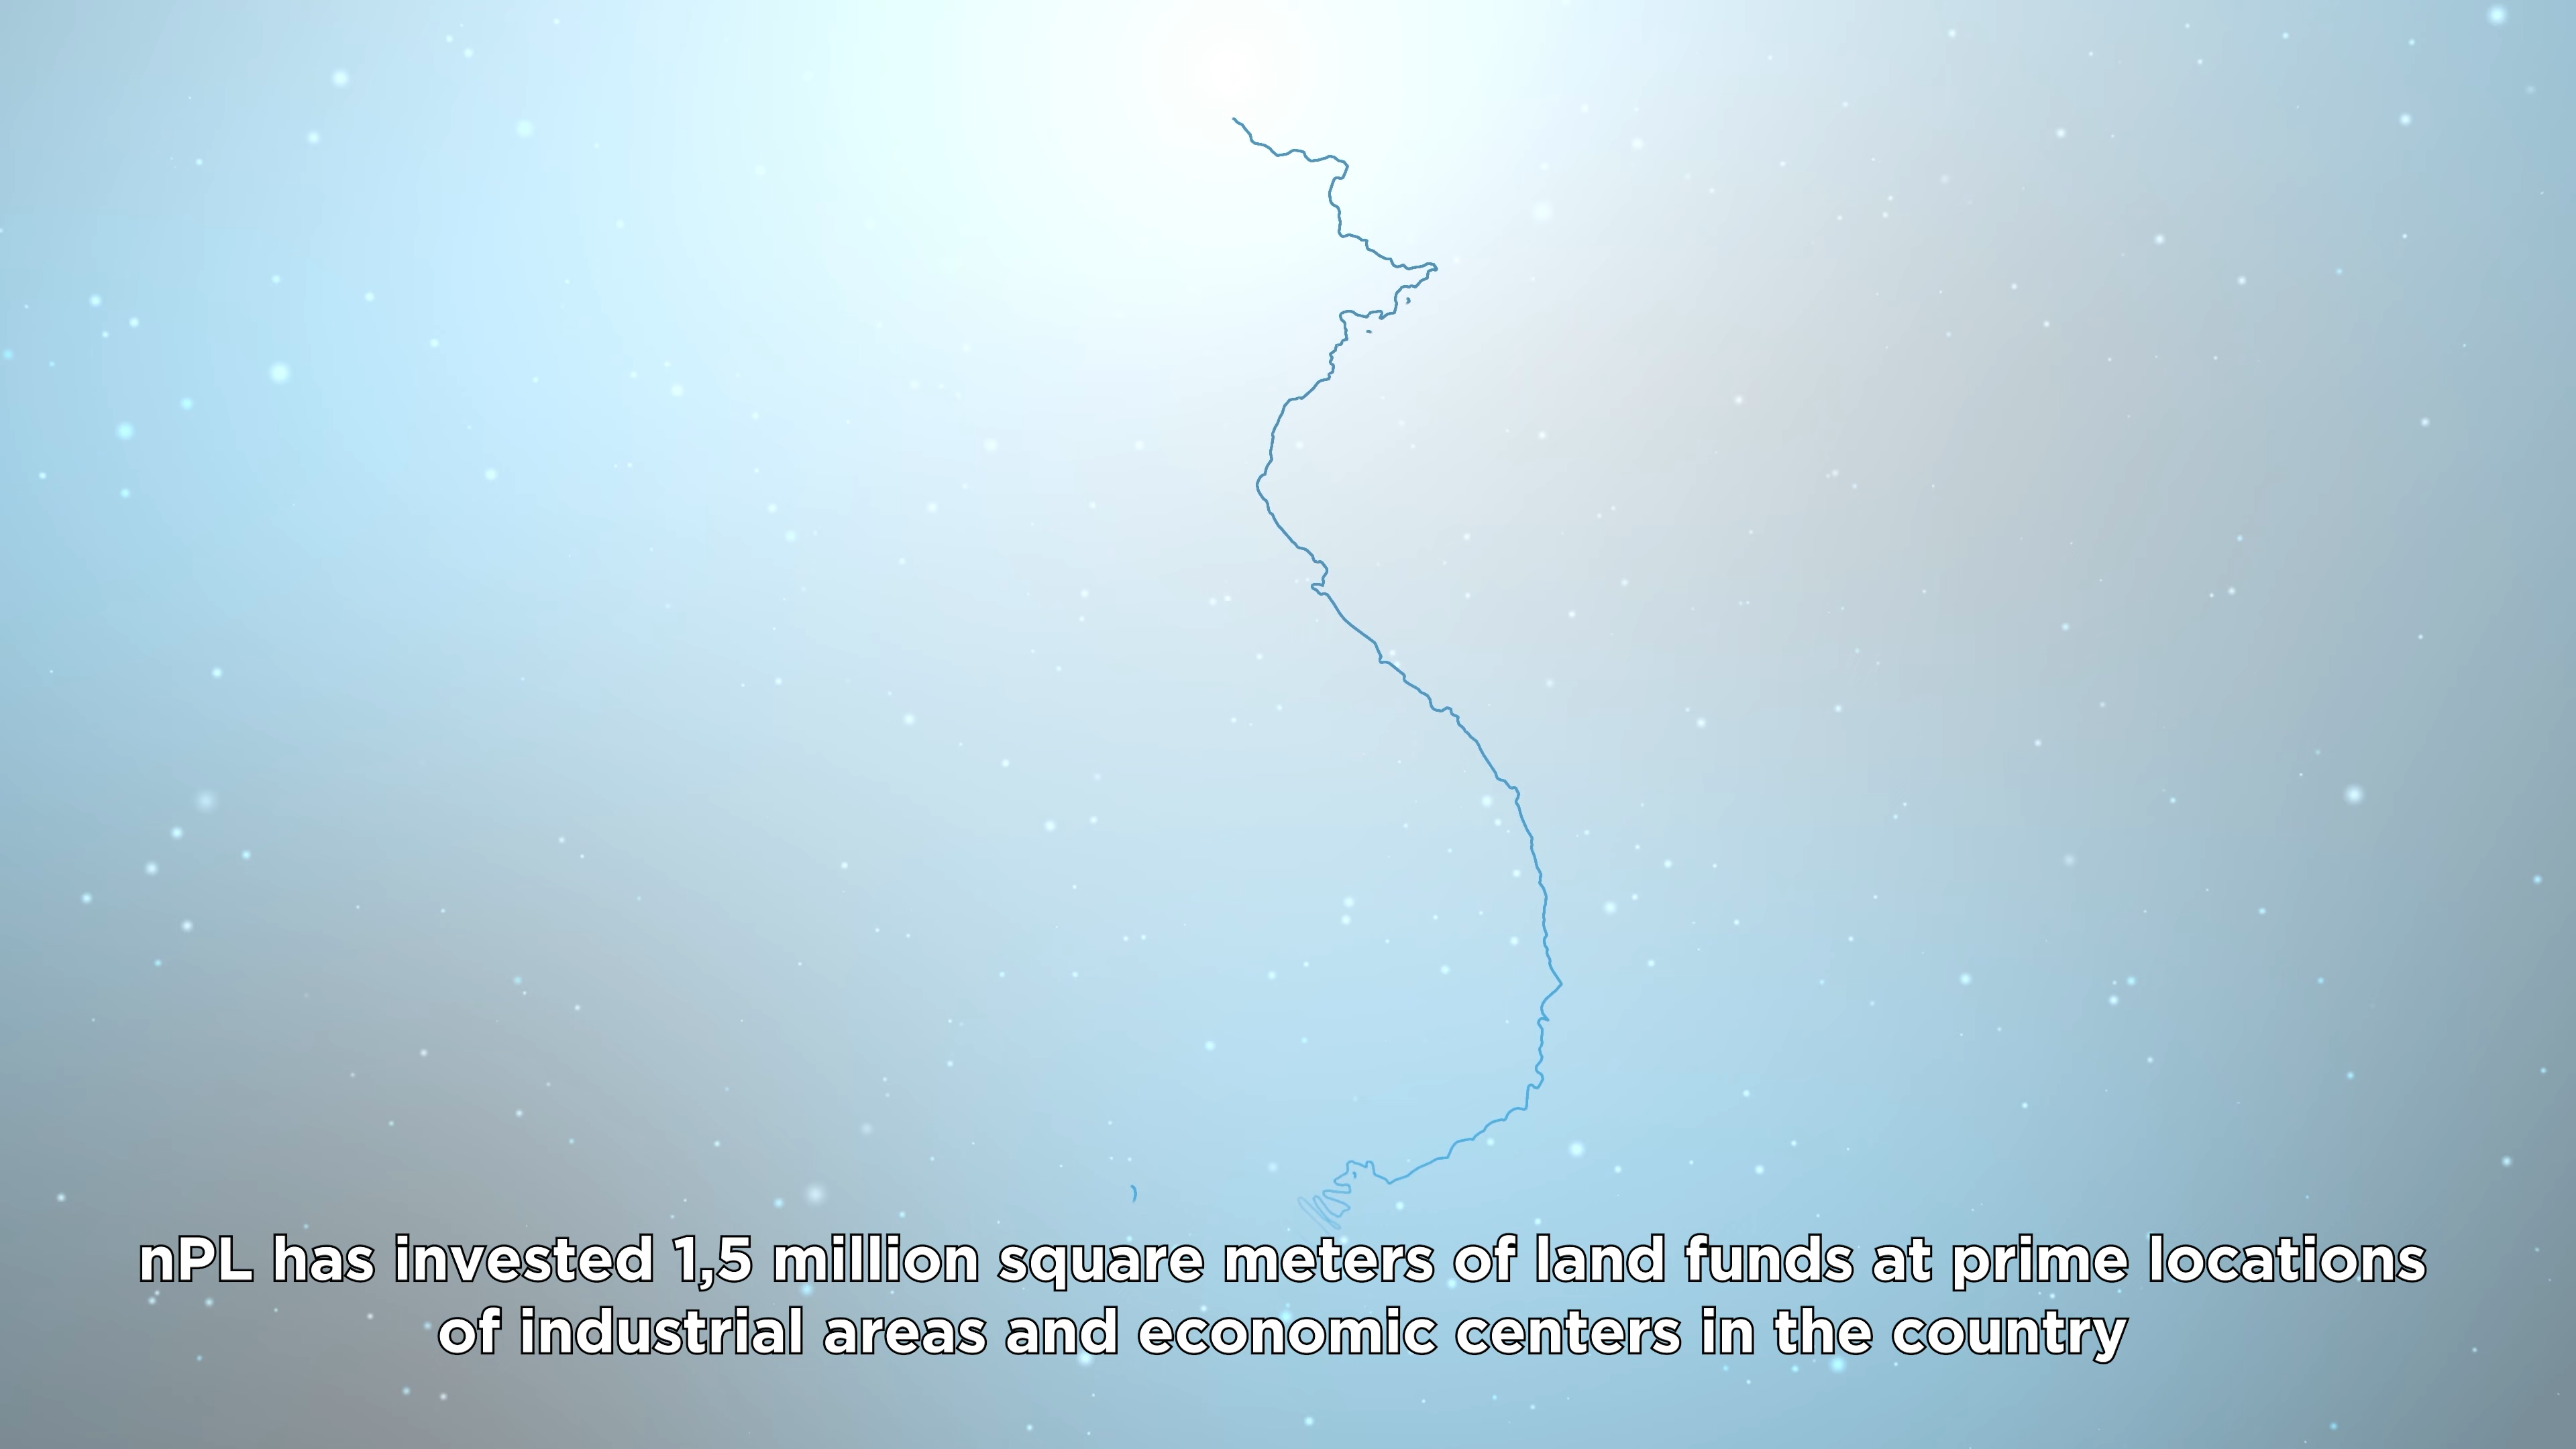 nPL has invested 1,5 million square meters of land funds at prime locations
of industrial areas and economic centers in the country